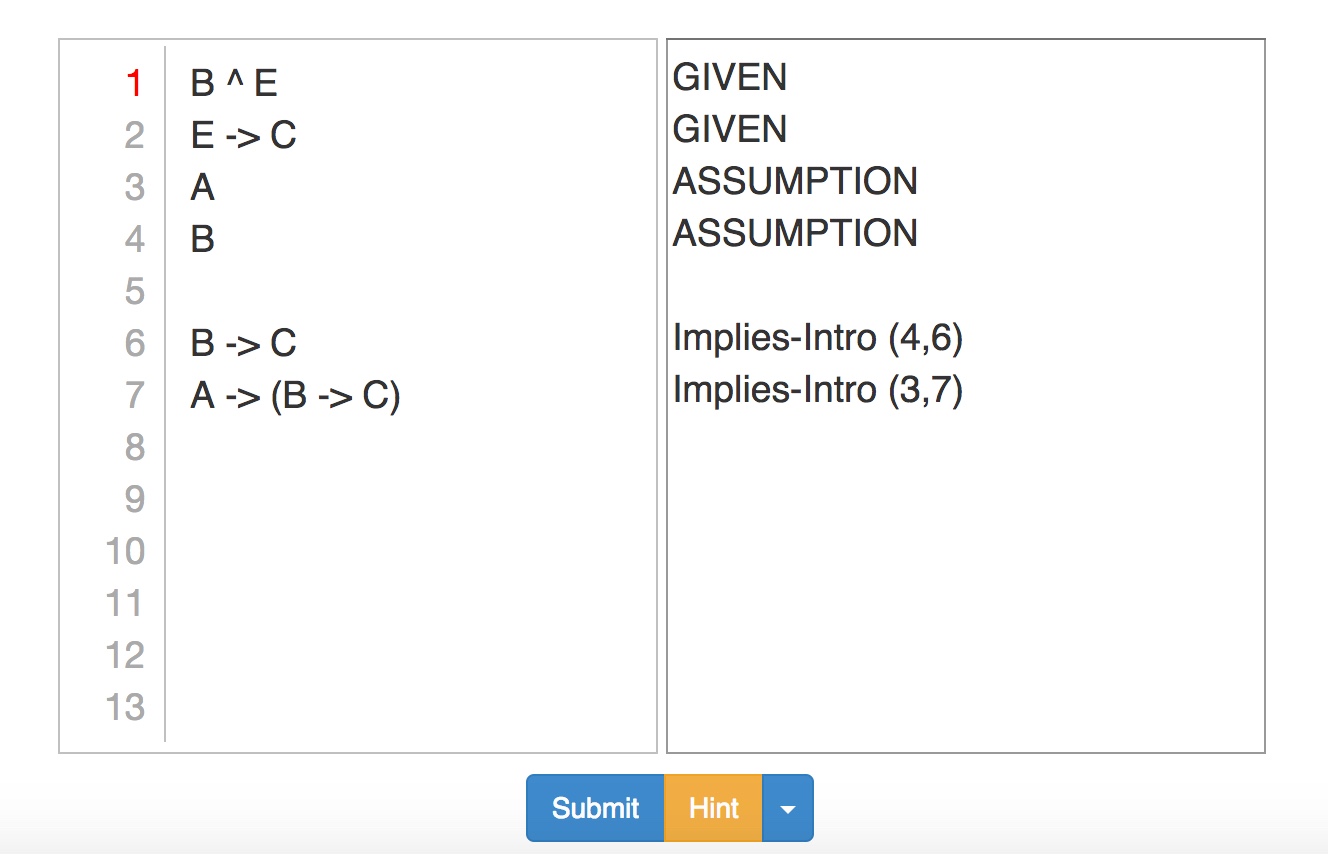 1 B ^ E GIVEN
2 E -> C GIVEN
3 A ASSUMPTION
4 B ASSUMPTION
5
6 B -> C Implies-Intro (4,6)
7 A -> (B -> C) Implies-Intro (3,7)
8
9
10
11
12
13
Submit Hint